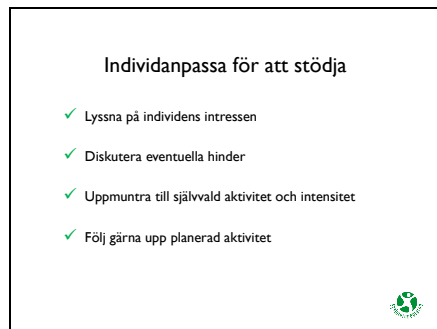 Individanpassa för att stödja
Lyssna på individens intressen
Diskutera eventuella hinder
Uppmuntra till självvald aktivitet och intensitet
Följ gärna upp planerad aktivitet